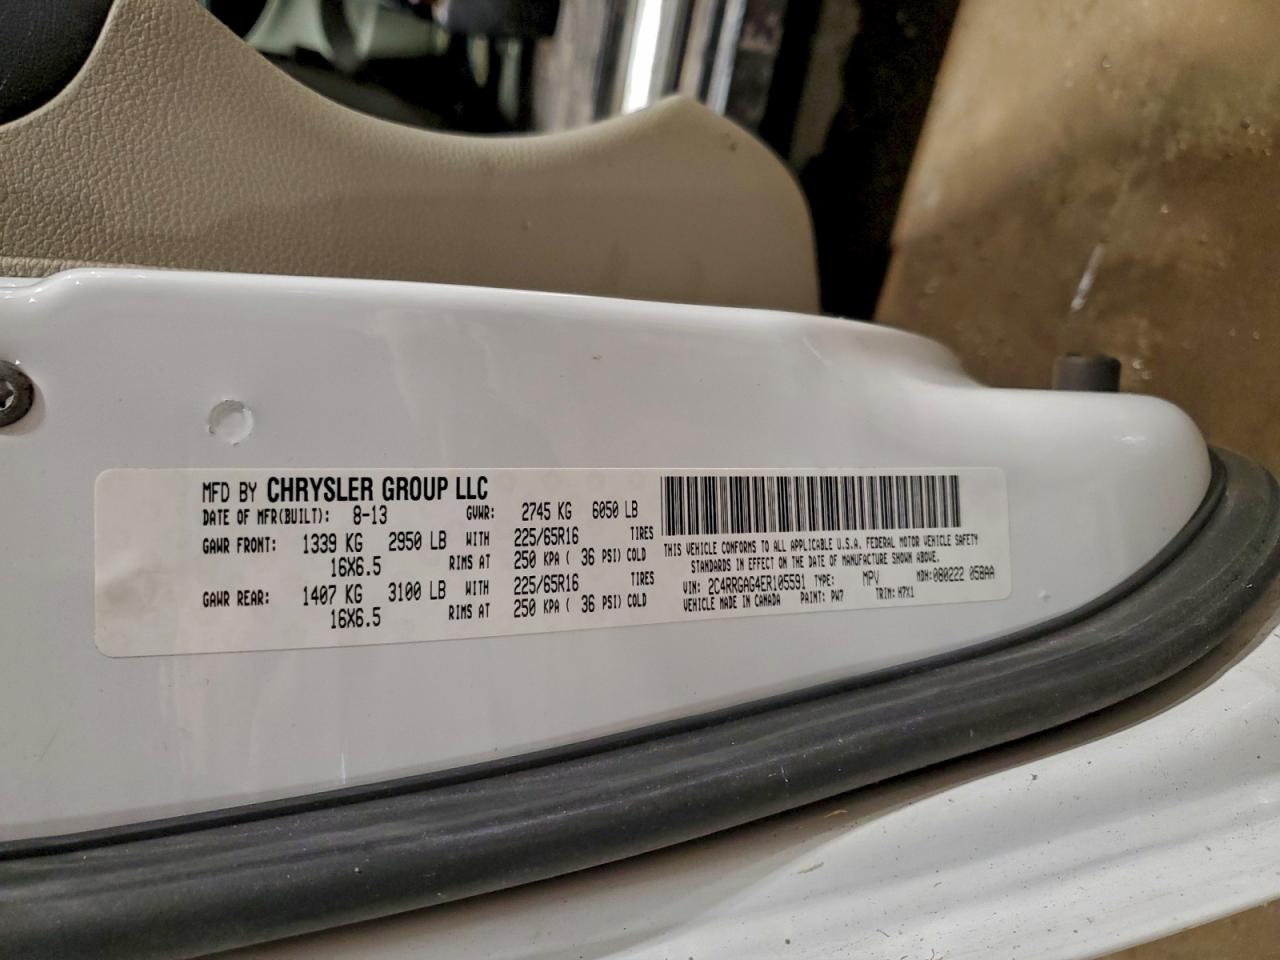 MFD BY CHRYSLER GROUP LLC
DATE OF MFR(BUILT): 8-13 GVWR: 2745 KG 6050 LB
GAWR FRONT: 1339 KG 2950 LB WITH 225/65R16 TIRES
16X6.5 RIMS AT 250 KPA ( 36 PSI) COLD
GAWR REAR: 1407 KG 3100 LB WITH 225/65R16 TIRES
16X6.5 RIMS AT 250 KPA ( 36 PSI) COLD
THIS VEHICLE CONFORMS TO ALL APPLICABLE U.S.A. FEDERAL MOTOR VEHICLE SAFETY
STANDARDS IN EFFECT ON THE DATE OF MANUFACTURE SHOWN ABOVE.
VIN: 2C4RRGAG4ER105591 TYPE: MPV MDH: 080222 058AA
VEHICLE MADE IN CANADA PAINT: PW7 TRIM: H7X1